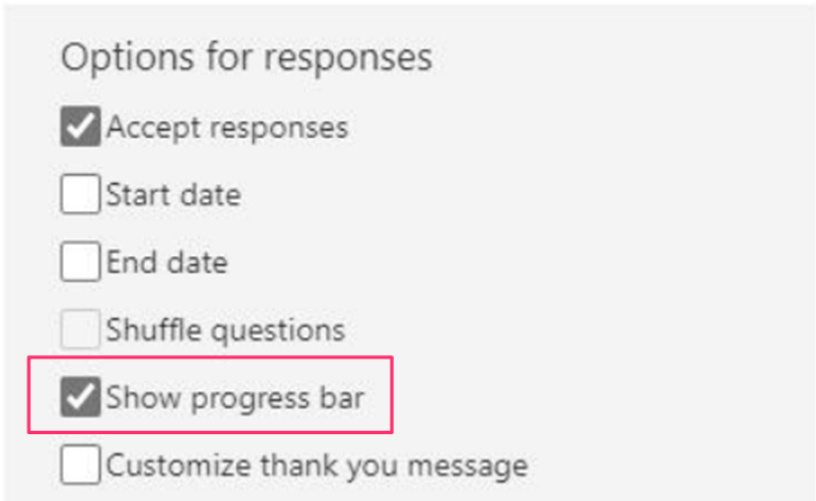 Options for responses
Accept responses
Start date
End date
Shuffle questions
Show progress bar
Customize thank you message